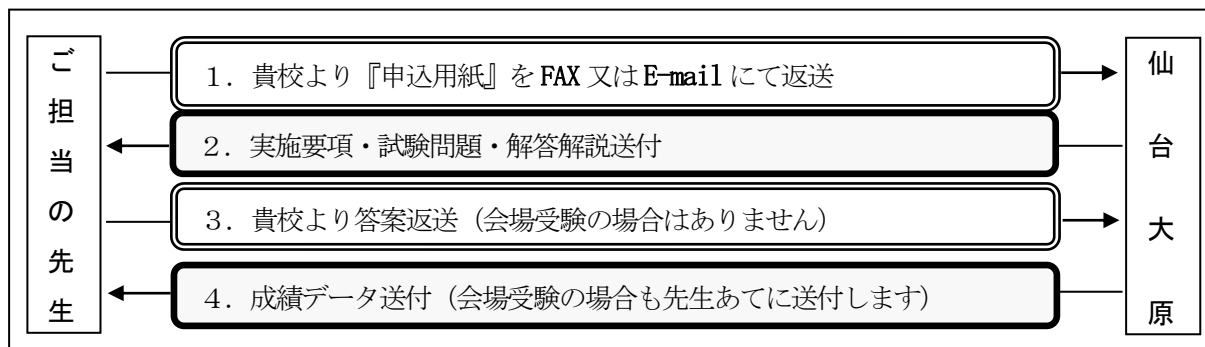 ご担当の先生
1．貴校より『申込用紙』をFAX又はE-mailにて返送
2．実施要項・試験問題・解答解説送付
3．貴校より答案返送（会場受験の場合はありません）
4．成績データ送付（会場受験の場合も先生あてに送付します）
仙台大原